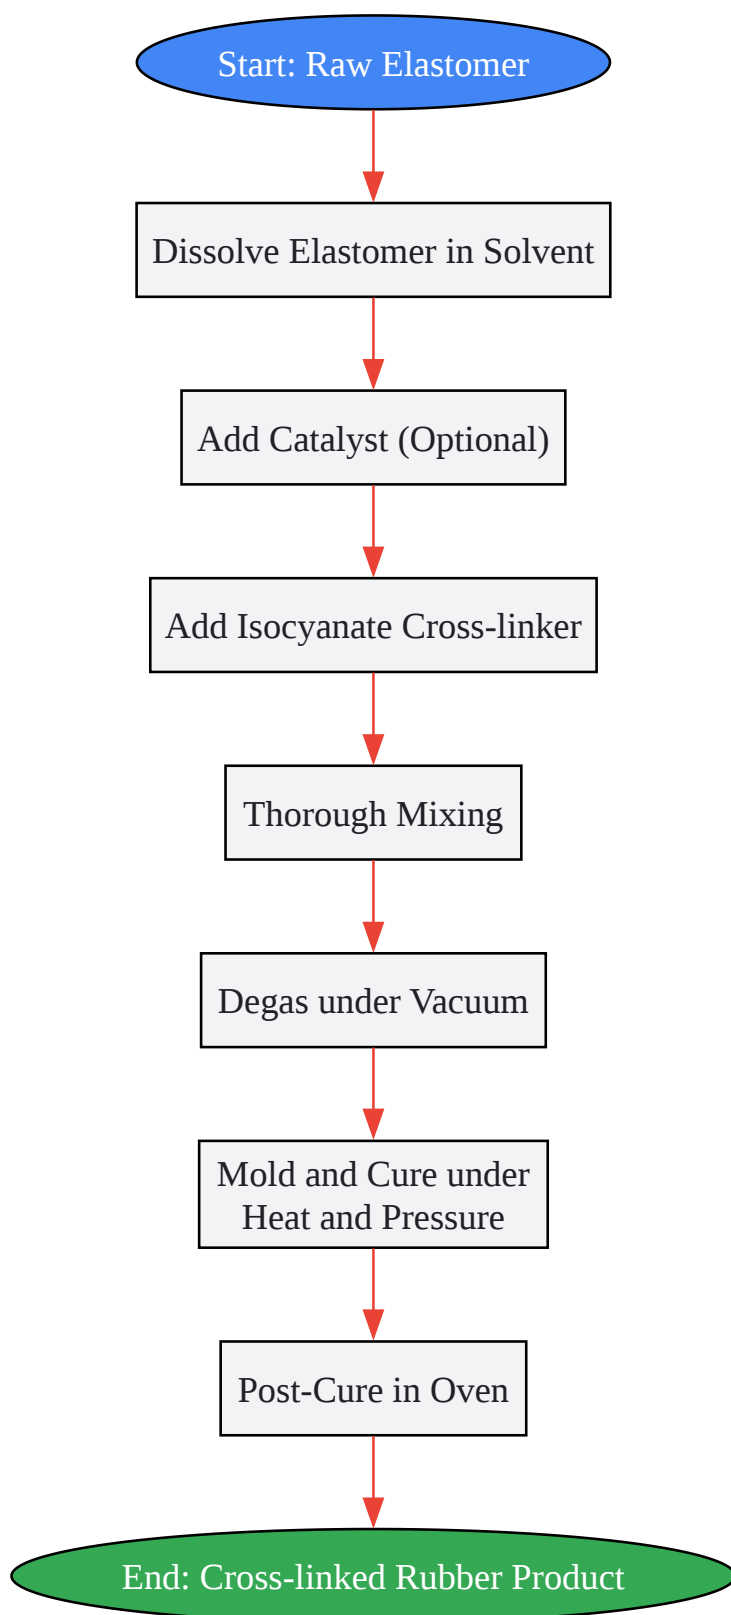 Start: Raw Elastomer
Dissolve Elastomer in Solvent
Add Catalyst (Optional)
Add Isocyanate Cross-linker
Thorough Mixing
Degas under Vacuum
Mold and Cure under
Heat and Pressure
Post-Cure in Oven
End: Cross-linked Rubber Product